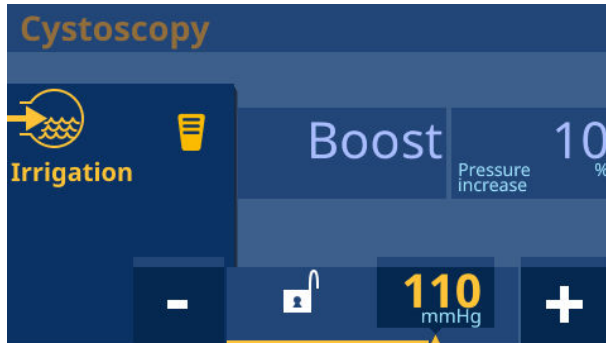 Cystoscopy
Boost
10
%
Pressure
increase
Irrigation
-
110
mmHg
+